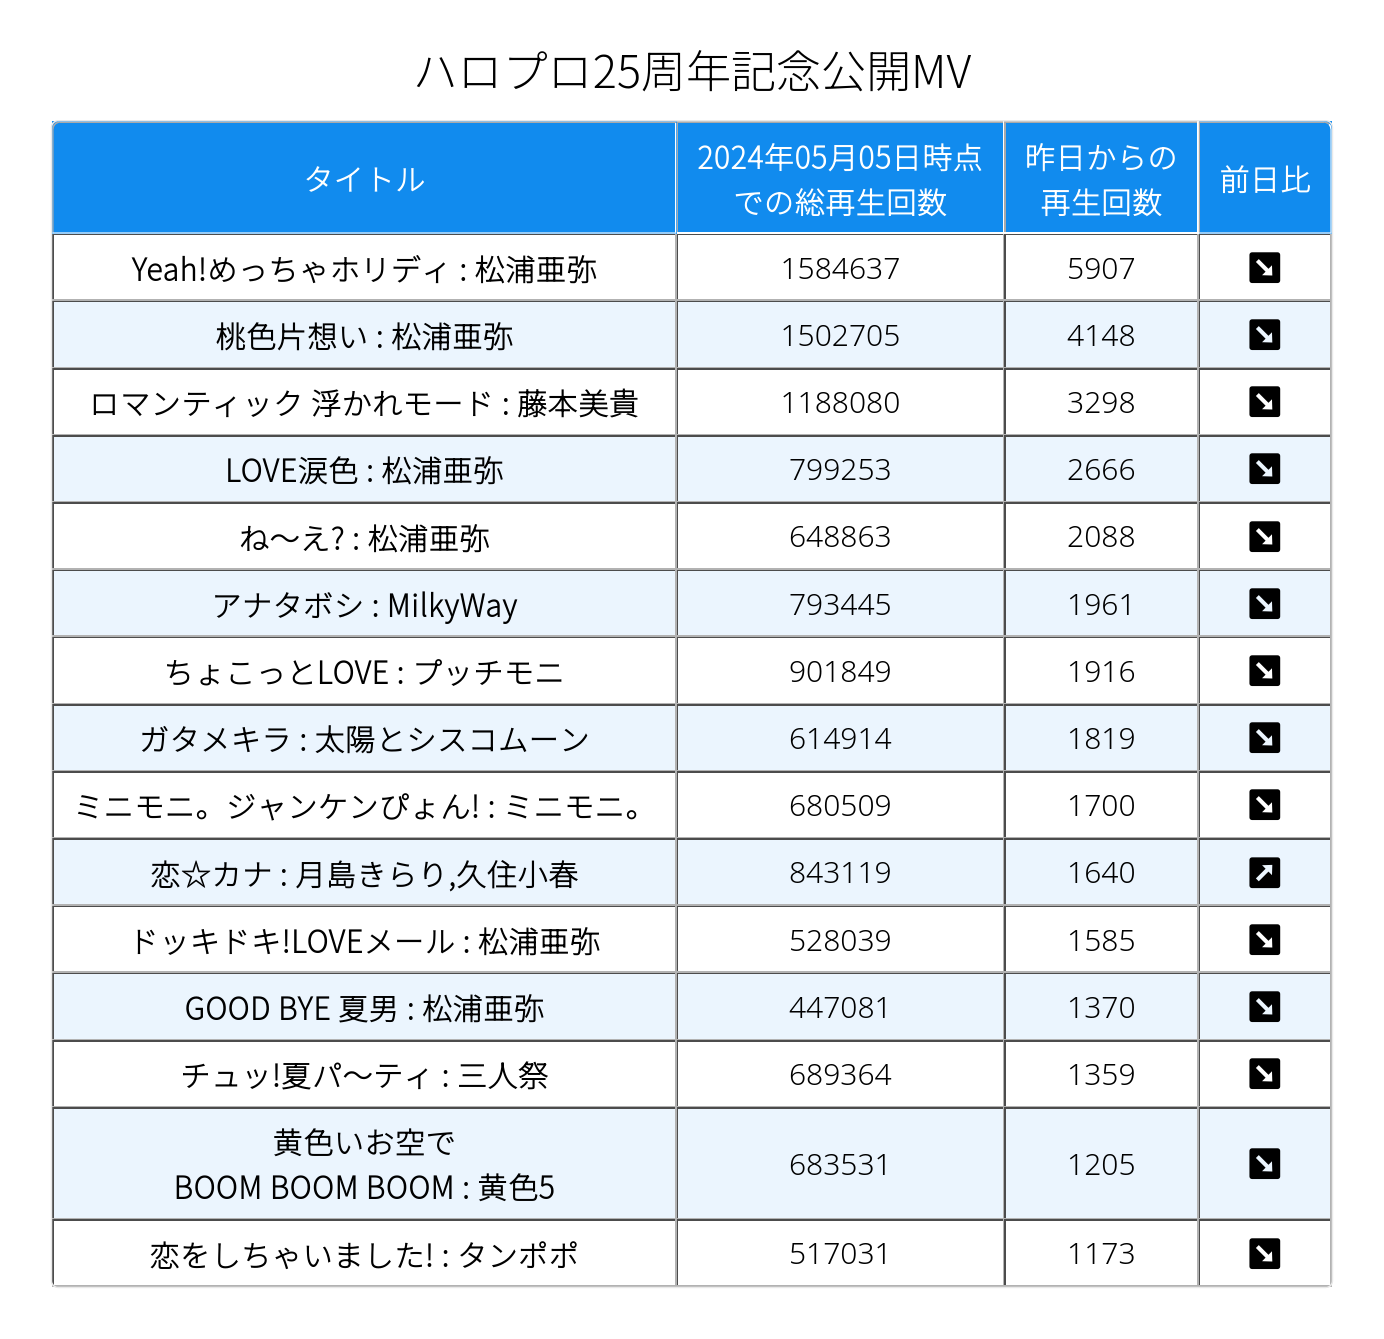 ハロプロ25周年記念公開MV
タイトル
2024年05月05日時点
での総再生回数
昨日からの
再生回数
前日比
Yeah!めっちゃホリディ : 松浦亜弥 1584637 5907 ↘
桃色片想い : 松浦亜弥 1502705 4148 ↘
ロマンティック 浮かれモード : 藤本美貴 1188080 3298 ↘
LOVE涙色 : 松浦亜弥 799253 2666 ↘
ね～え? : 松浦亜弥 648863 2088 ↘
アナタボシ : MilkyWay 793445 1961 ↘
ちょこっとLOVE : プッチモニ 901849 1916 ↘
ガタメキラ : 太陽とシスコムーン 614914 1819 ↘
ミニモニ。ジャンケンぴょん! : ミニモニ。 680509 1700 ↘
恋☆カナ : 月島きらり,久住小春 843119 1640 ↗
ドッキドキ!LOVEメール : 松浦亜弥 528039 1585 ↘
GOOD BYE 夏男 : 松浦亜弥 447081 1370 ↘
チュッ!夏パ～ティ : 三人祭 689364 1359 ↘
黄色いお空で
BOOM BOOM BOOM : 黄色5 683531 1205 ↘
恋をしちゃいました! : タンポポ 517031 1173 ↘